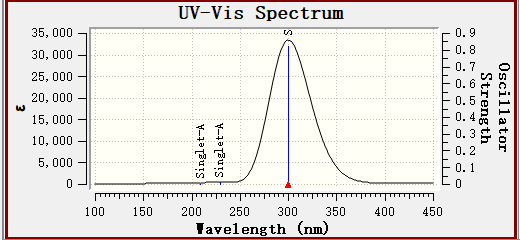 UV-Vis Spectrum
35,000
30,000
25,000
20,000
15,000
10,000
5,000
0
ε
0.9
0.8
0.7
0.6
0.5
0.4
0.3
0.2
0.1
0
Oscillator
Strength
S
Singlet-A
Singlet-A
100 150 200 250 300 350 400 450
Wavelength (nm)